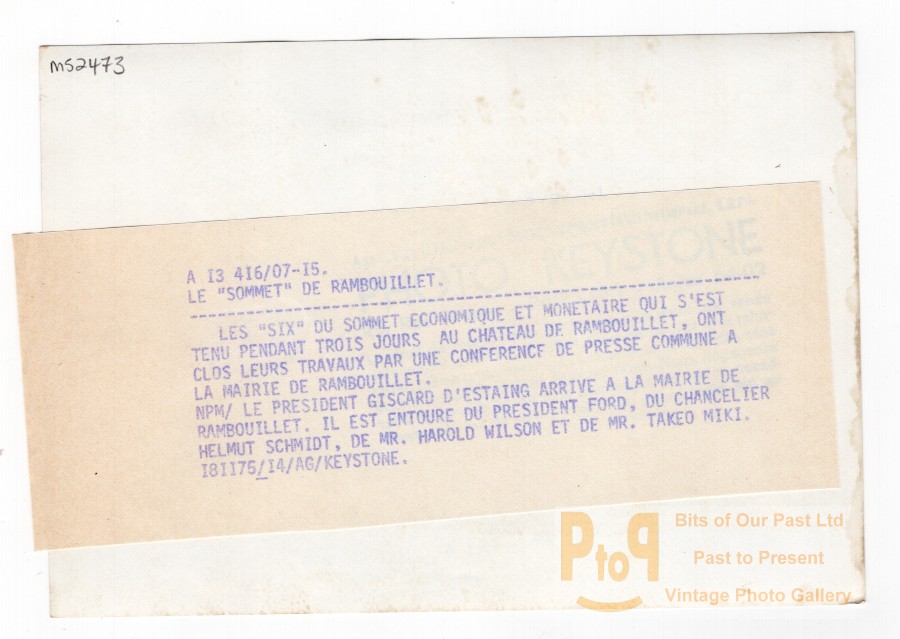 ms2473
A I3 4I6/07-I5.
LE "SOMMET" DE RAMBOUILLET.
LES "SIX" DU SOMMET ECONOMIQUE ET MONETAIRE QUI S'EST
TENU PENDANT TROIS JOURS AU CHATEAU DE RAMBOUILLET, ONT
CLOS LEURS TRAVAUX PAR UNE CONFERENCF DE PRESSE COMMUNE A
LA MAIRIE DE RAMBOUILLET.
NPM/ LE PRESIDENT GISCARD D'ESTAING ARRIVE A LA MAIRIE DE
RAMBOUILLET. IL EST ENTOURE DU PRESIDENT FORD, DU CHANCELIER
HELMUT SCHMIDT, DE MR. HAROLD WILSON ET DE MR. TAKEO MIKI.
I8II75/I4/AG/KEYSTONE.
KEYSTONE
PtoP
Bits of Our Past Ltd
Past to Present
Vintage Photo Gallery